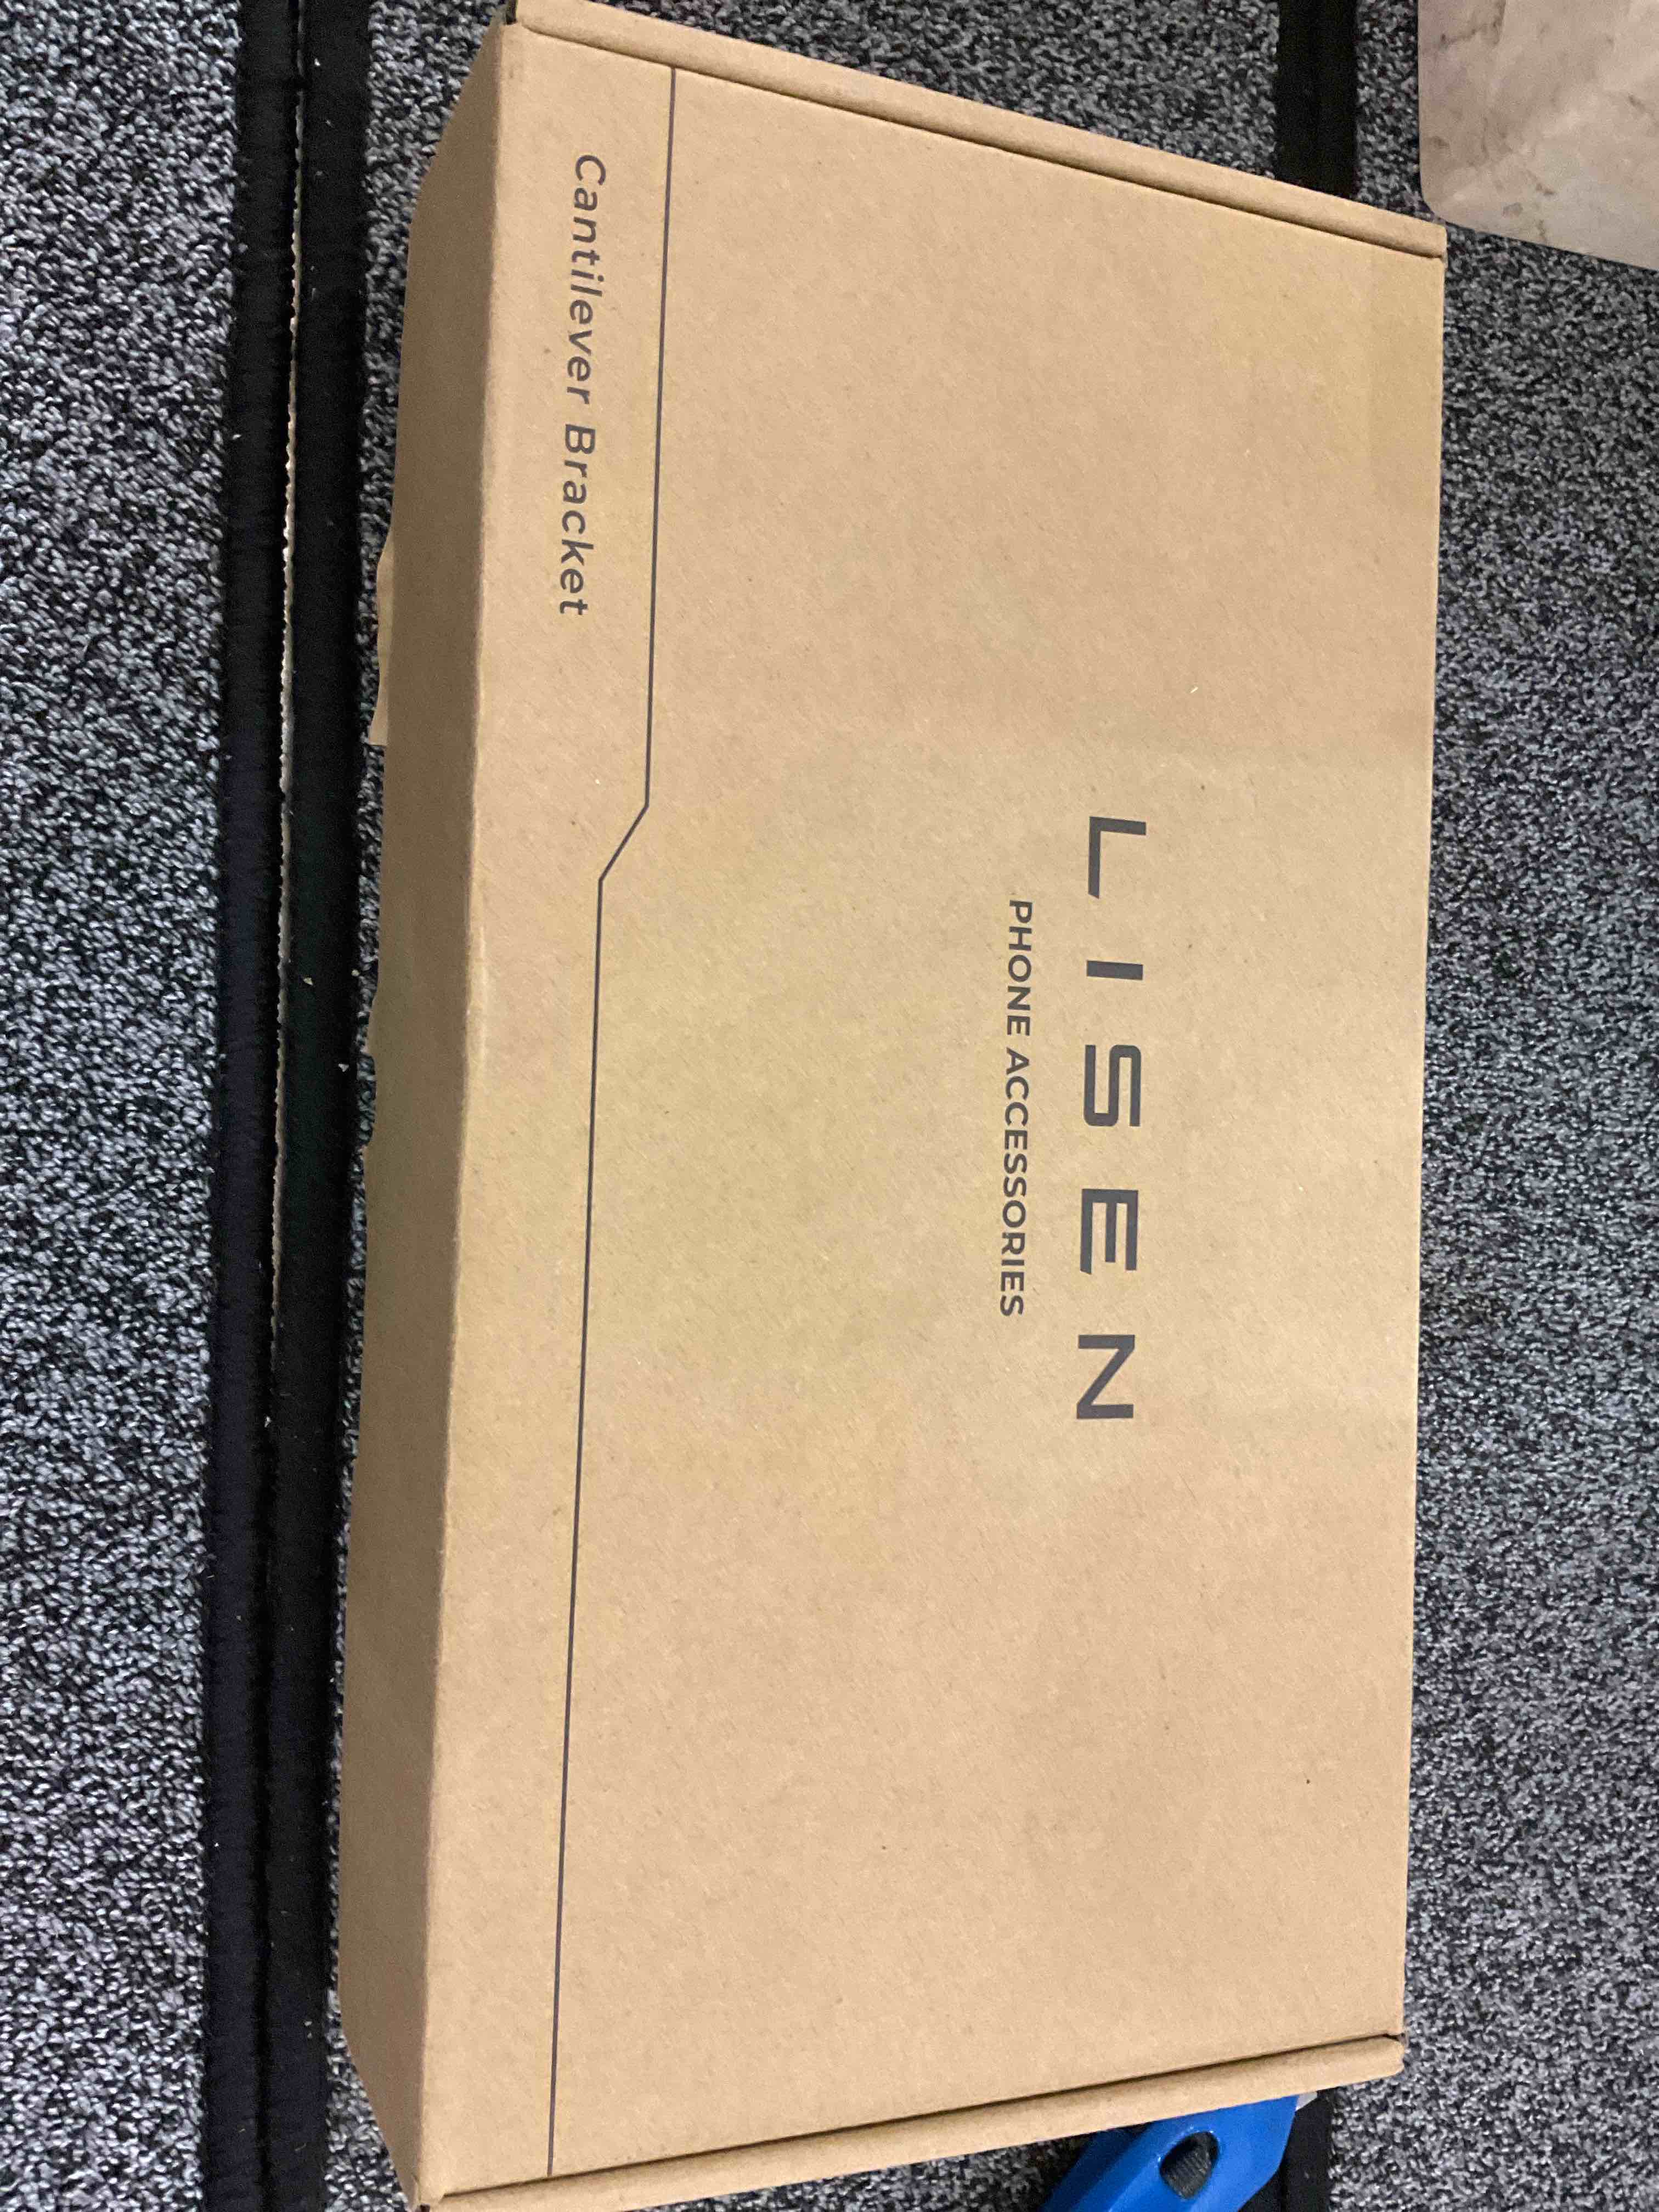 LISEN
PHONE ACCESSORIES
Cantilever Bracket